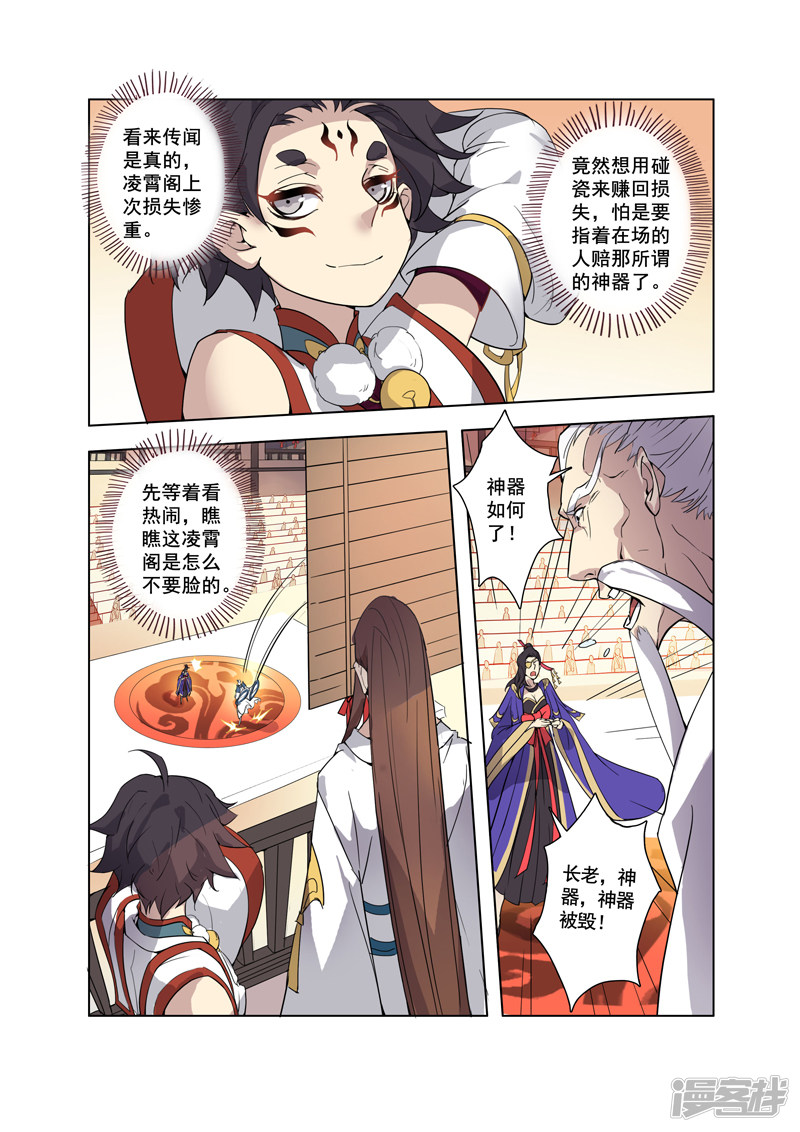 看来传闻
是真的，
凌霄阁上
次损失惨
重。
竟然想用碰
瓷来赚回损
失，怕是要
指着在场的
人赔那所谓
的神器了。
先等着看
热闹，瞧
瞧这凌霄
阁是怎么
不要脸的。
神器
如何
了！
长老，神
器，神器
被毁！
漫客栈